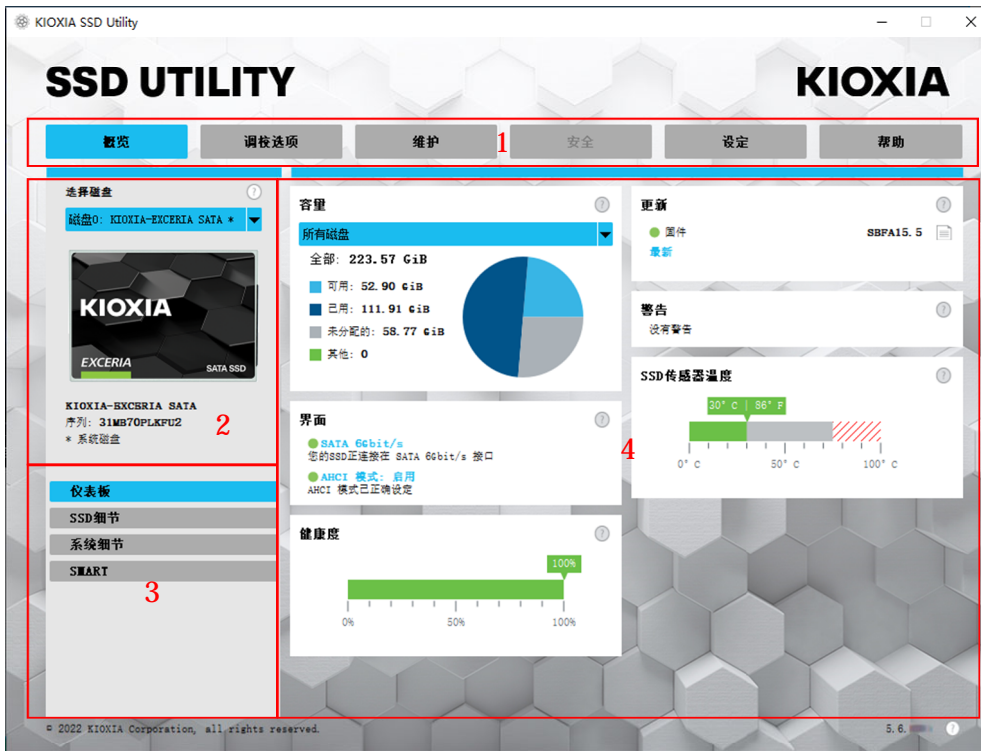 KIOXIA SSD Utility
SSD UTILITY
KIOXIA
概览
调校选项
维护
1
安全
设定
帮助
选择磁盘
?
磁盘0: KIOXIA-EXCERIA SATA *
KIOXIA
EXCERIA
SATA SSD
KIOXIA-EXCERIA SATA
序列: 31MB70PLKFU2
* 系统磁盘
2
仪表板
SSD细节
系统细节
SMART
3
容量
?
所有磁盘
全部: 223.57 GiB
可用: 52.90 GiB
己用: 111.91 GiB
未分配的: 58.77 GiB
其他: 0
界面
?
SATA 6Gbit/s
您的SSD正连接在 SATA 6Gbit/s 接口
AHCI 模式: 启用
AHCI 模式已正确设定
健康度
?
100%
0%
50%
100%
4
更新
?
固件
SBFA15.5
最新
警告
?
没有警告
SSD传感器温度
?
30° C | 86° F
0° C
50° C
100° C
© 2022 KIOXIA Corporation, all rights reserved.
5.6.
?